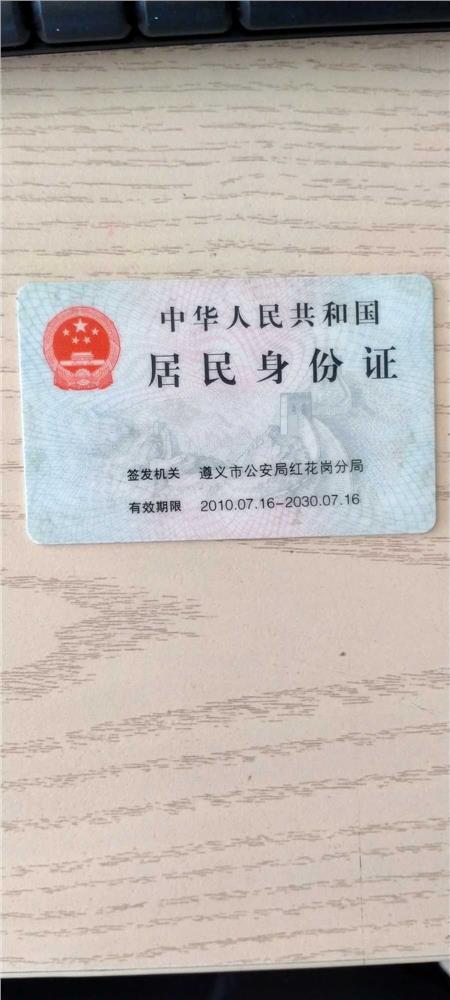 中华人民共和国
居民身份证
签发机关 遵义市公安局红花岗分局
有效期限 2010.07.16-2030.07.16